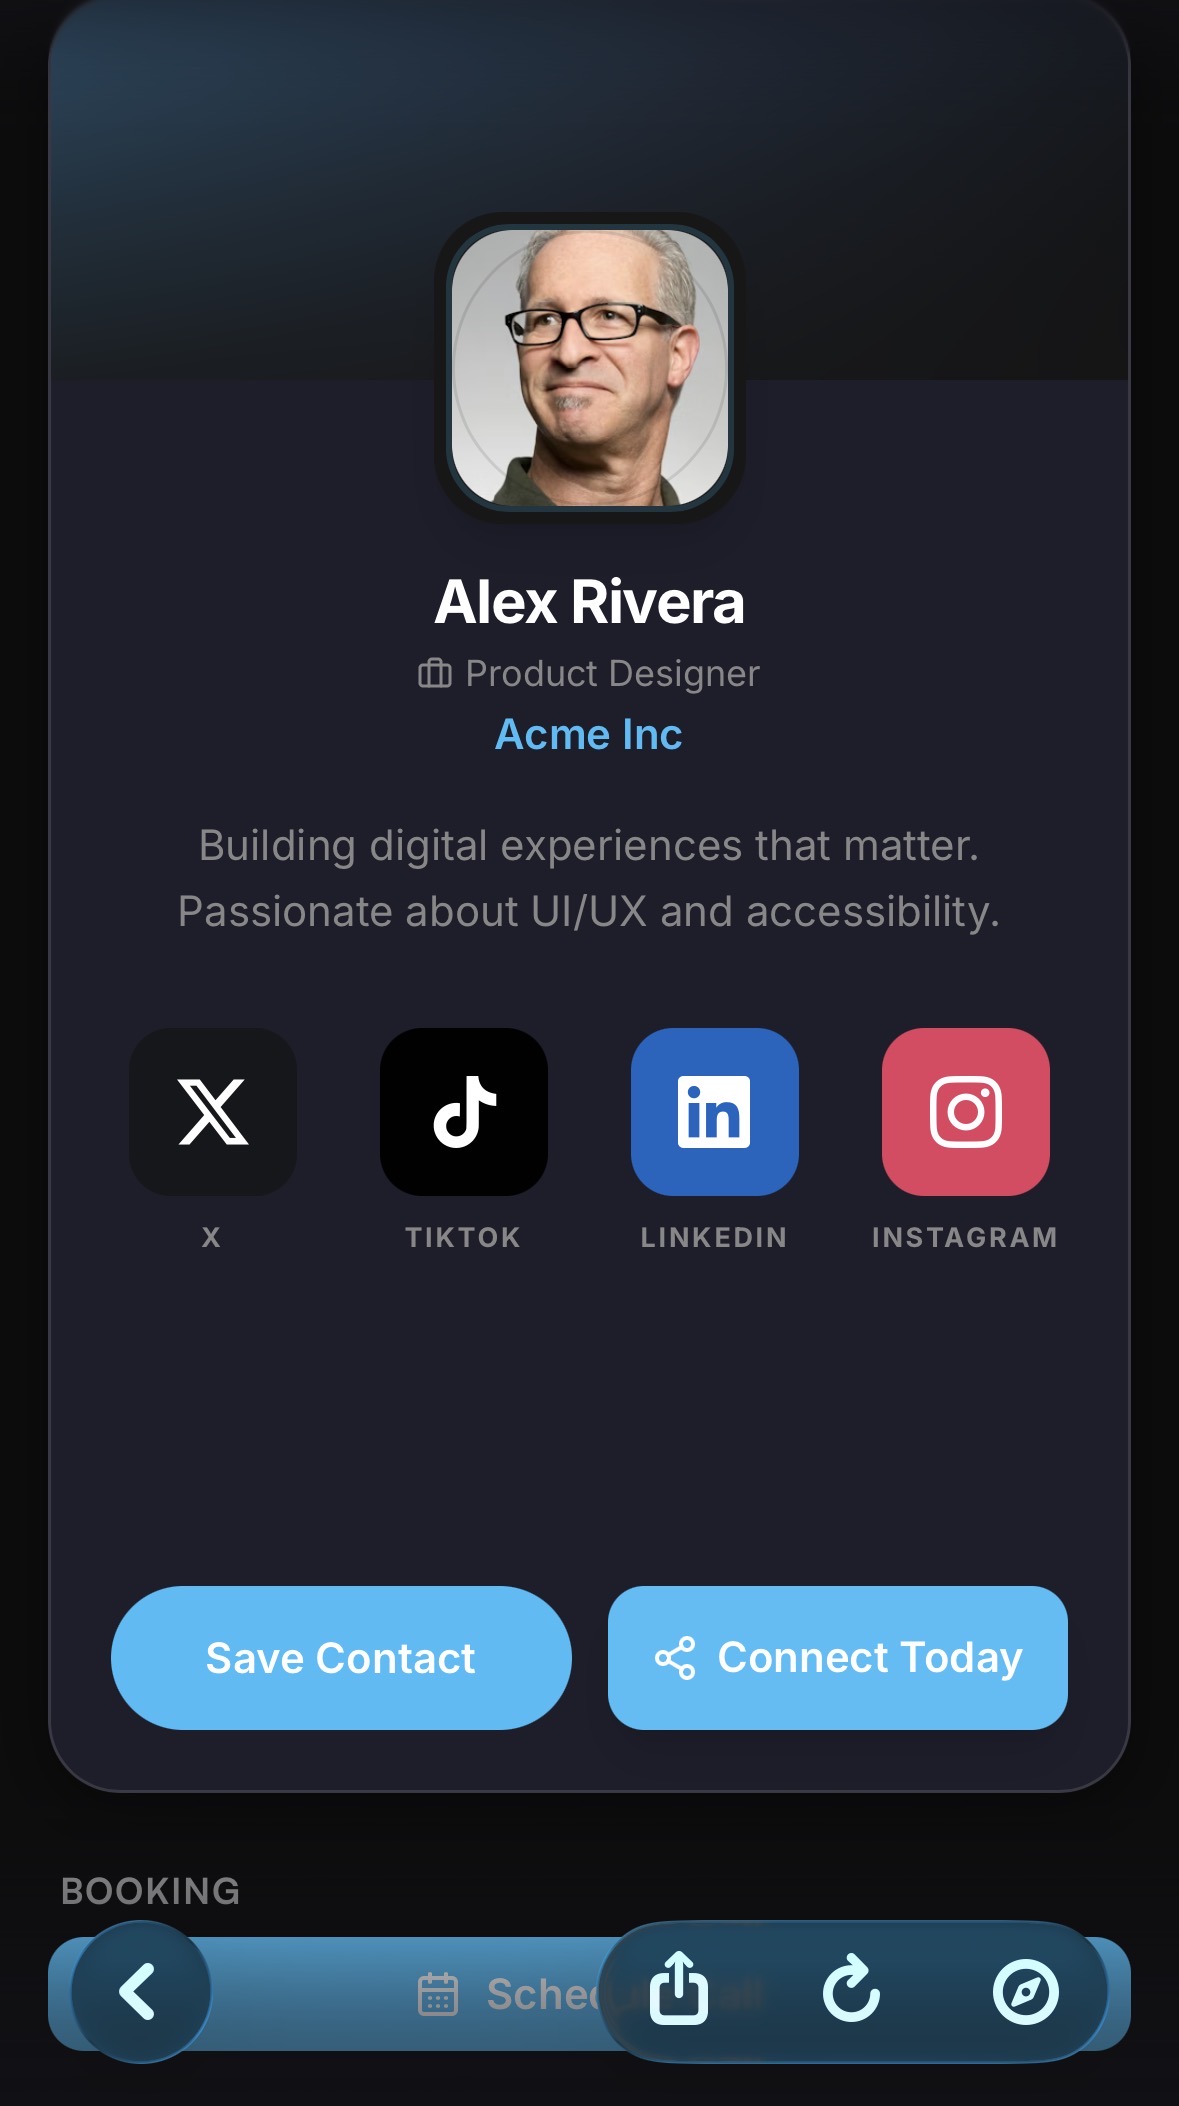 Alex Rivera
Product Designer
Acme Inc
Building digital experiences that matter.
Passionate about UI/UX and accessibility.
X
TIKTOK
LINKEDIN
INSTAGRAM
Save Contact
Connect Today
BOOKING